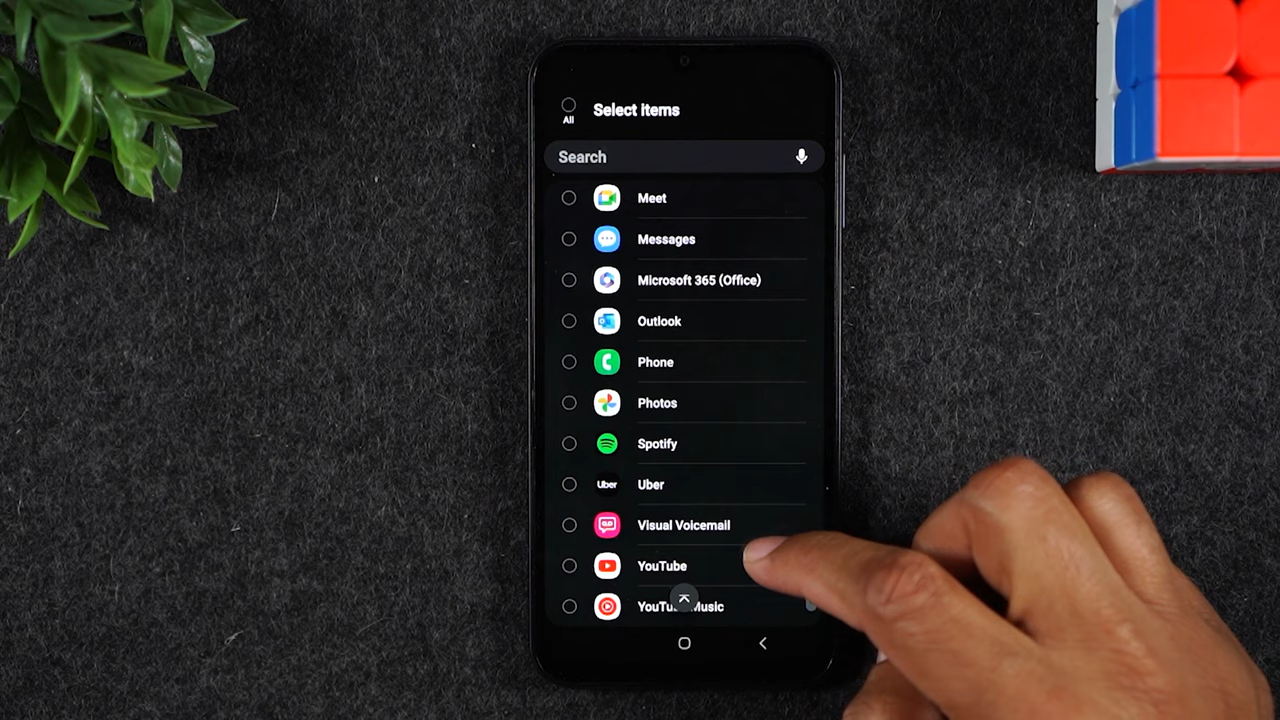 Select items
All
Search
Meet
Messages
Microsoft 365 (Office)
Outlook
Phone
Photos
Spotify
Uber
Uber
Visual Voicemail
YouTube
Music